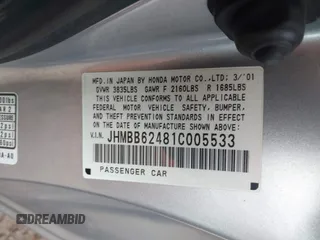 MFD. IN JAPAN BY HONDA MOTOR CO.,LTD; 3/'01
GVWR 3835LBS GAWR F 2160LBS R 1685LBS
THIS VEHICLE CONFORMS TO ALL APPLICABLE
FEDERAL MOTOR VEHICLE SAFETY, BUMPER,
AND THEFT PREVENTION STANDARDS IN EFFECT
ON THE DATE OF MANUFACTURE SHOWN ABOVE.
V.I.N. JHMBB62481C005533
PASSENGER CAR
DREAMBID